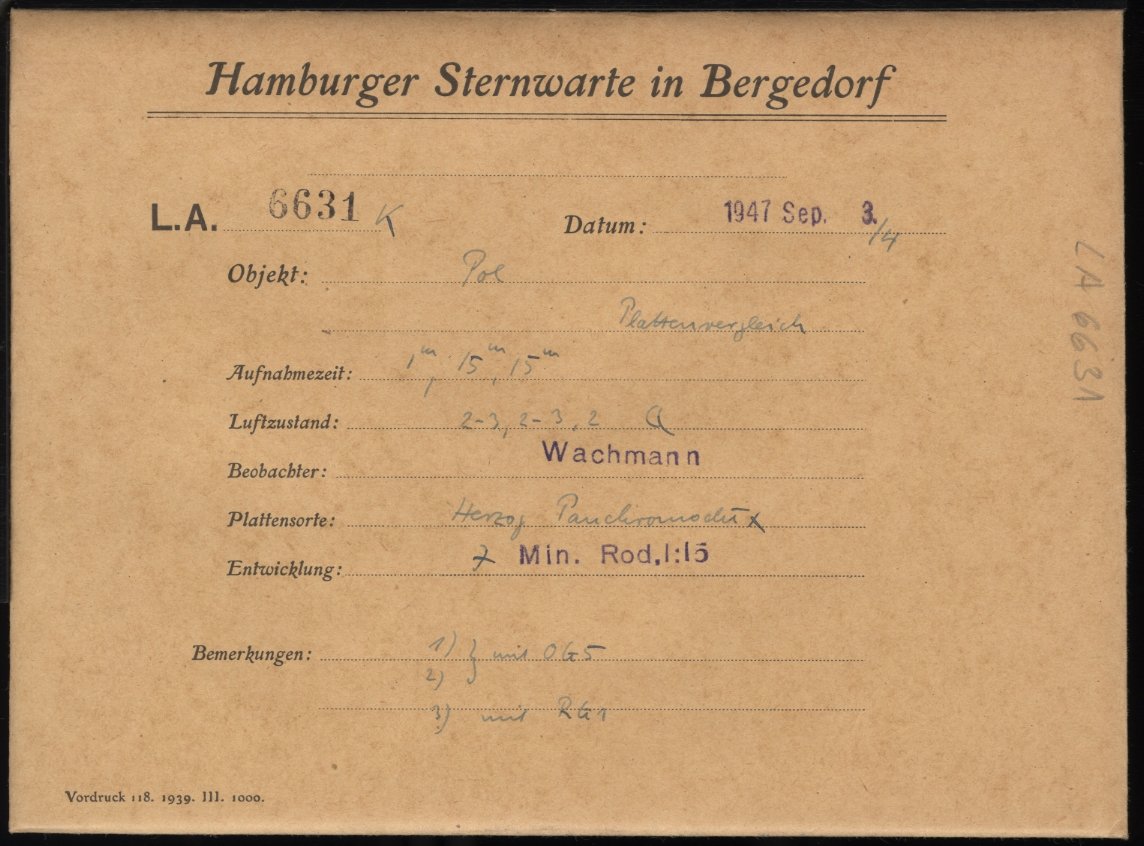 Hamburger Sternwarte in Bergedorf
L.A. 6631 K Datum: 1947 Sep. 3./4
Objekt: Pol
Plattenvergleich
Aufnahmezeit: 1m, 15m, 15m
Luftzustand: 2-3, 2-3, 2
Beobachter: Wachmann
Plattensorte: Herzog
Entwicklung: 7 Min. Rod. 1:15
Bemerkungen: 1) } mit OG5
2)
3) mit RG1
Vordruck 118. 1939. III. 1000.
LA 6631